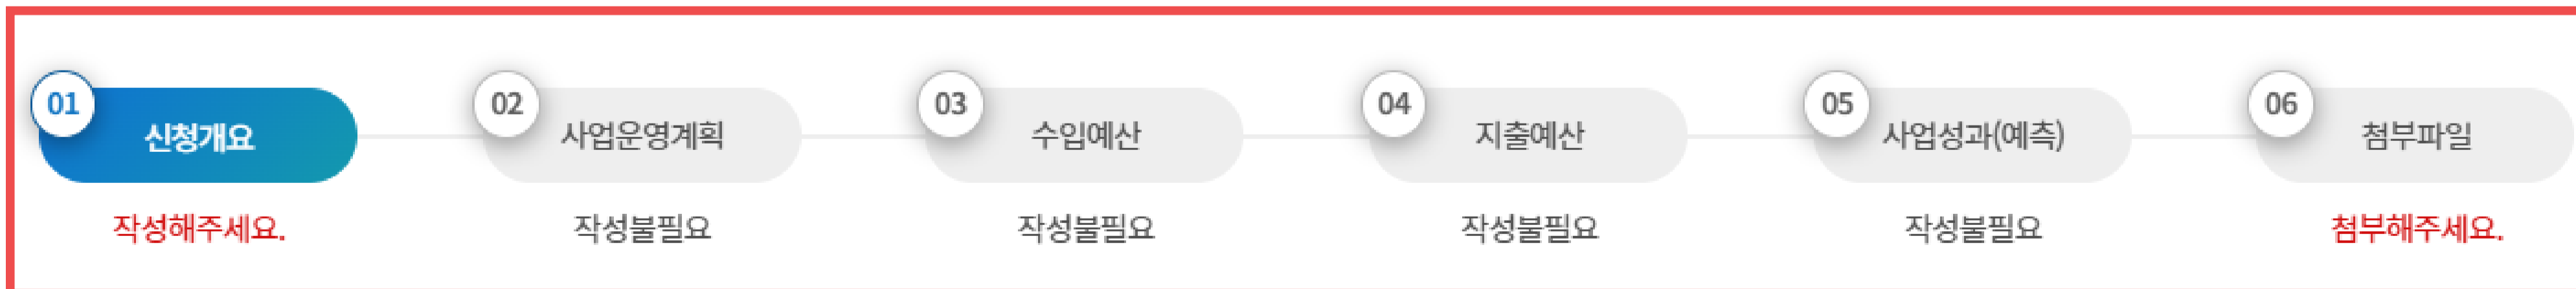 01 신청개요 02 사업운영계획 03 수입예산 04 지출예산 05 사업성과(예측) 06 첨부파일
작성해주세요. 작성불필요 작성불필요 작성불필요 작성불필요 첨부해주세요.